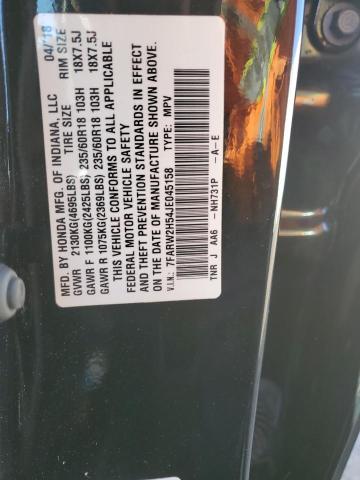 MFD. BY HONDA MFG. OF INDIANA, LLC 04/18
TIRE SIZE RIM SIZE
GVWR 2130KG(4695LBS)
GAWR F 1100KG(2425LBS) 235/60R18 103H 18X7.5J
GAWR R 1075KG(2369LBS) 235/60R18 103H 18X7.5J
THIS VEHICLE CONFORMS TO ALL APPLICABLE
FEDERAL MOTOR VEHICLE SAFETY
AND THEFT PREVENTION STANDARDS IN EFFECT
ON THE DATE OF MANUFACTURE SHOWN ABOVE.
V.I.N.: 7FARW2H54JE045158 TYPE: MPV
TNR J AA6 -NH731P -A-E